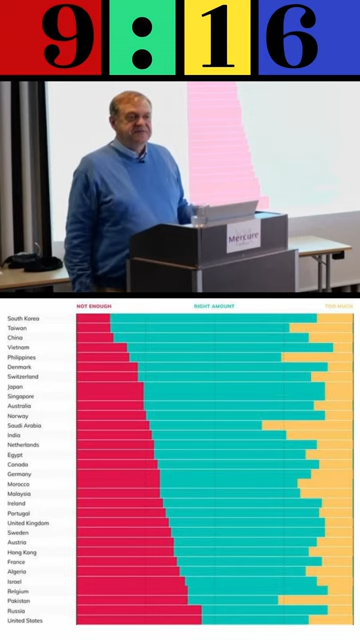 9:16
Mercure
NOT ENOUGH
RIGHT AMOUNT
TOO MUCH
South Korea
Taiwan
China
Vietnam
Philippines
Denmark
Switzerland
Japan
Singapore
Australia
Norway
Saudi Arabia
India
Netherlands
Egypt
Canada
Germany
Morocco
Malaysia
Ireland
Portugal
United Kingdom
Sweden
Austria
Hong Kong
France
Algeria
Israel
Belgium
Pakistan
Russia
United States